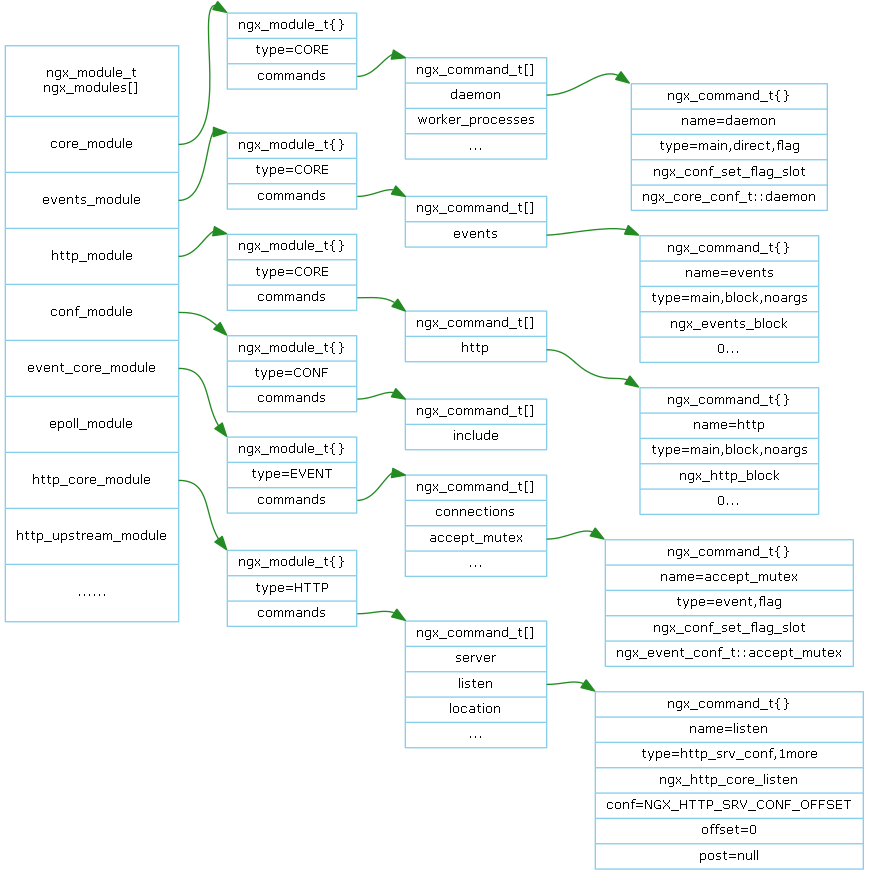 ngx_module_t
ngx_modules[]
core_module
events_module
http_module
conf_module
event_core_module
epoll_module
http_core_module
http_upstream_module
......
ngx_module_t{}
type=CORE
commands
ngx_module_t{}
type=CORE
commands
ngx_module_t{}
type=CORE
commands
ngx_module_t{}
type=CONF
commands
ngx_module_t{}
type=EVENT
commands
ngx_module_t{}
type=HTTP
commands
ngx_command_t[]
daemon
worker_processes
...
ngx_command_t[]
events
ngx_command_t[]
http
ngx_command_t[]
include
ngx_command_t[]
connections
accept_mutex
...
ngx_command_t[]
server
listen
location
...
ngx_command_t{}
name=daemon
type=main,direct,flag
ngx_conf_set_flag_slot
ngx_core_conf_t::daemon
ngx_command_t{}
name=events
type=main,block,noargs
ngx_events_block
0...
ngx_command_t{}
name=http
type=main,block,noargs
ngx_http_block
0...
ngx_command_t{}
name=accept_mutex
type=event,flag
ngx_conf_set_flag_slot
ngx_event_conf_t::accept_mutex
ngx_command_t{}
name=listen
type=http_srv_conf,1more
ngx_http_core_listen
conf=NGX_HTTP_SRV_CONF_OFFSET
offset=0
post=null